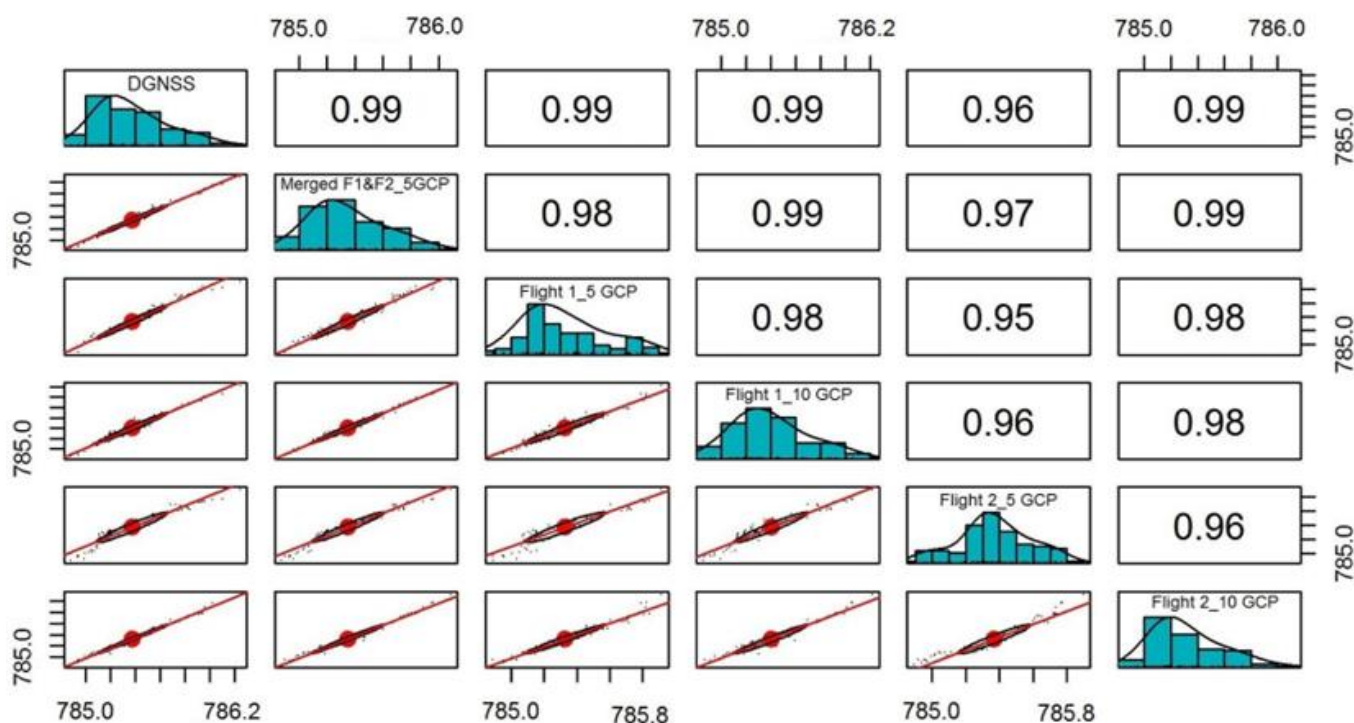 785.0 786.0 785.0 786.2 785.0 786.0
DGNSS 0.99 0.99 0.99 0.96 0.99 785.0
785.0 Merged F1&F2_5GCP 0.98 0.99 0.97 0.99
Flight 1_5 GCP 0.98 0.95 0.98 785.0
785.0 Flight 1_10 GCP 0.96 0.98
Flight 2_5 GCP 0.96 785.0
785.0 Flight 2_10 GCP
785.0 786.2 785.0 785.8 785.0 785.8